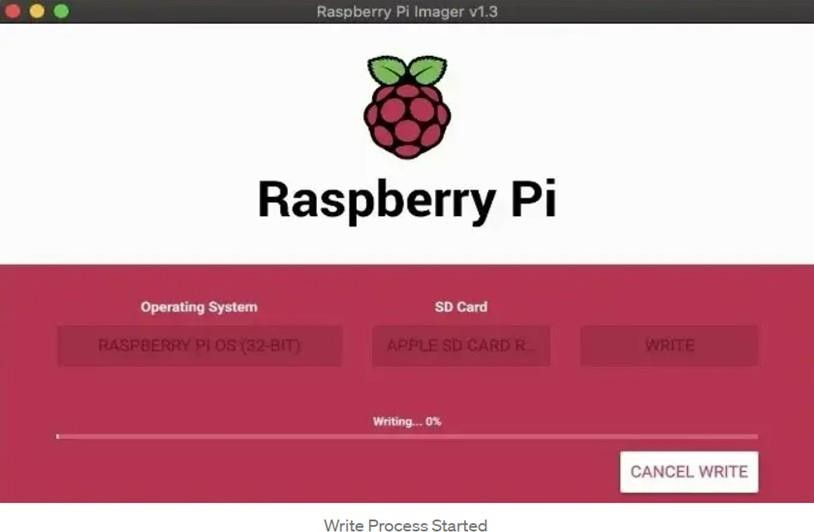 Raspberry Pi Imager v1.3
Raspberry Pi
Operating System
SD Card
RASPBERRY PI OS (32-BIT)
APPLE SD CARD R...
WRITE
Writing... 0%
CANCEL WRITE
Write Process Started